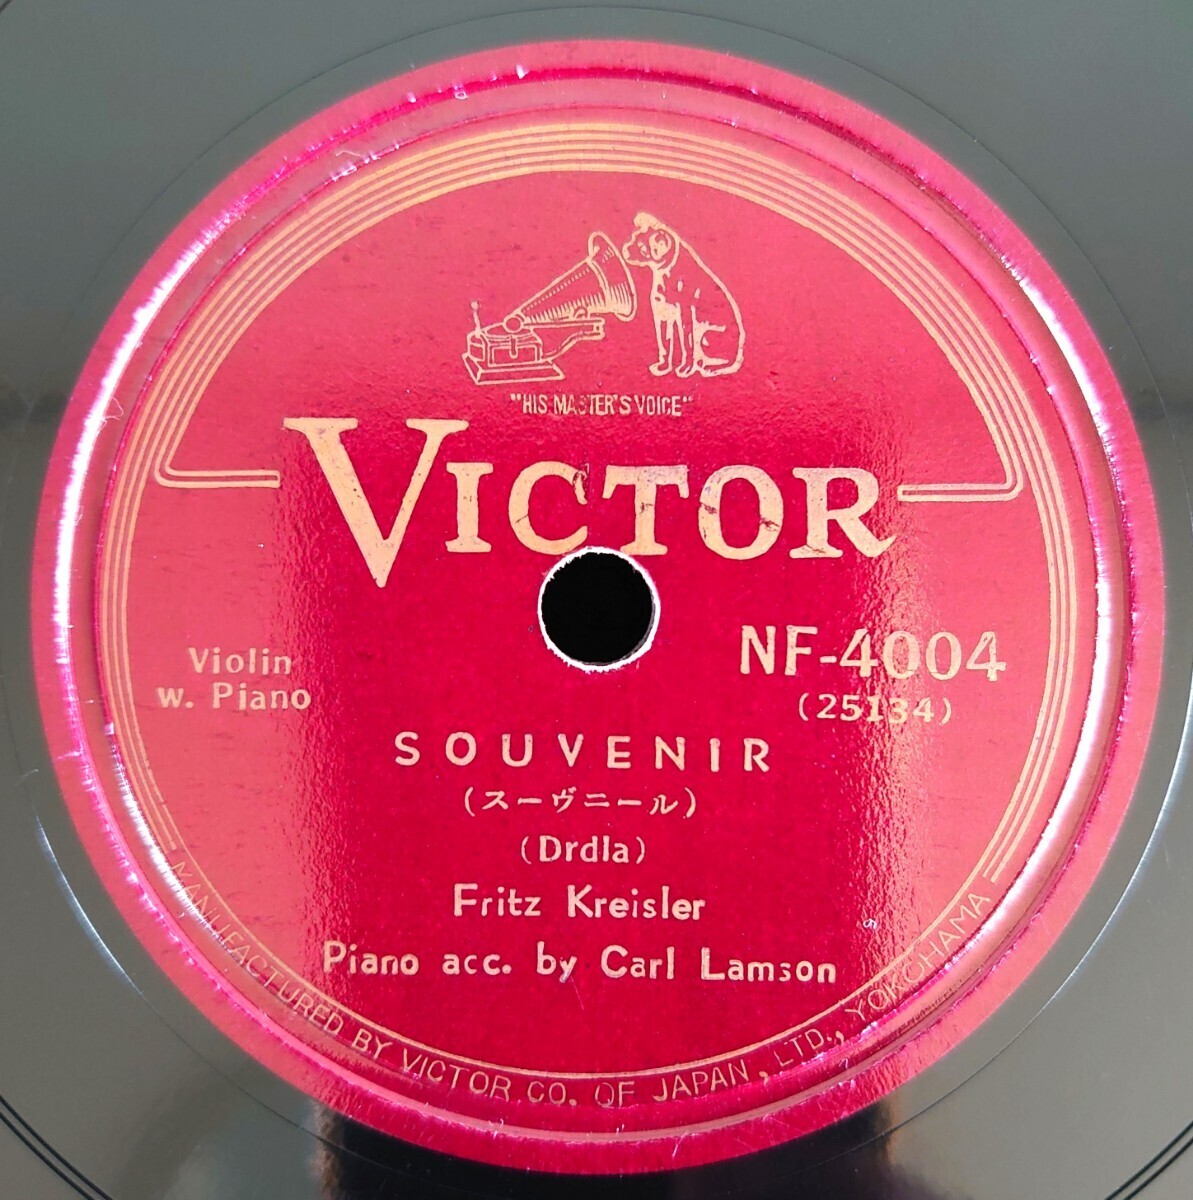 "HIS MASTER'S VOICE"
VICTOR
Violin
w. Piano
NF-4004
(25134)
SOUVENIR
(スーヴニール)
(Drdla)
Fritz Kreisler
Piano acc. by Carl Lamson
MANUFACTURED BY VICTOR CO. OF JAPAN, LTD., YOKOHAMA